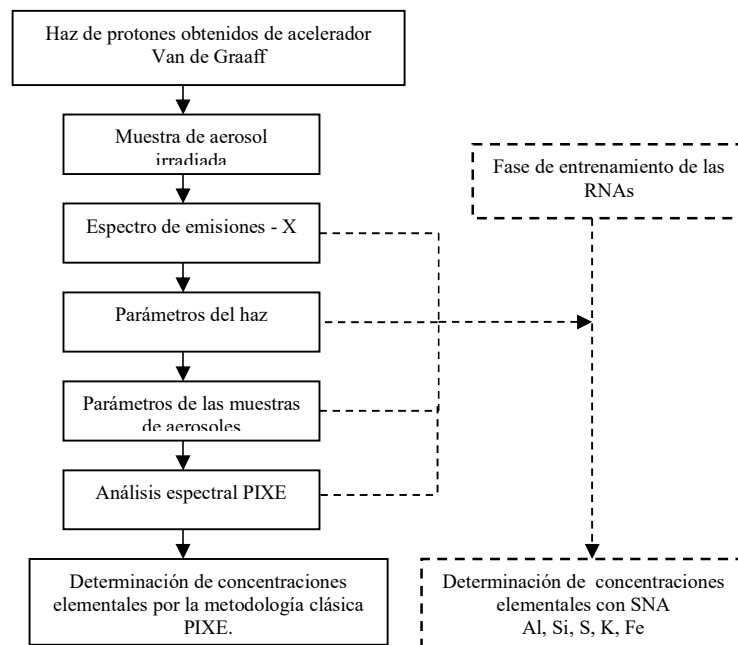 Haz de protones obtenidos de acelerador
Van de Graaff
Muestra de aerosol
irradiada
Espectro de emisiones - X
Parámetros del haz
Parámetros de las muestras
de aerosoles
Análisis espectral PIXE
Determinación de concentraciones
elementales por la metodología clásica
PIXE.
Fase de entrenamiento de las
RNAs
Determinación de concentraciones
elementales con SNA
Al, Si, S, K, Fe